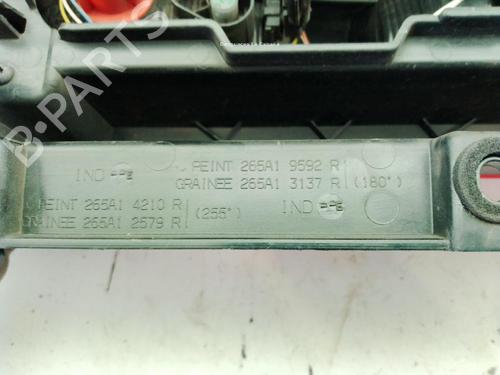 B-PARTS
IND PEINT 265A1 9592 R
GRAINEE 265A1 3137 R (180°)
PEINT 265A1 4210 R IND
GRAINEE 265A1 2579 R (255°)